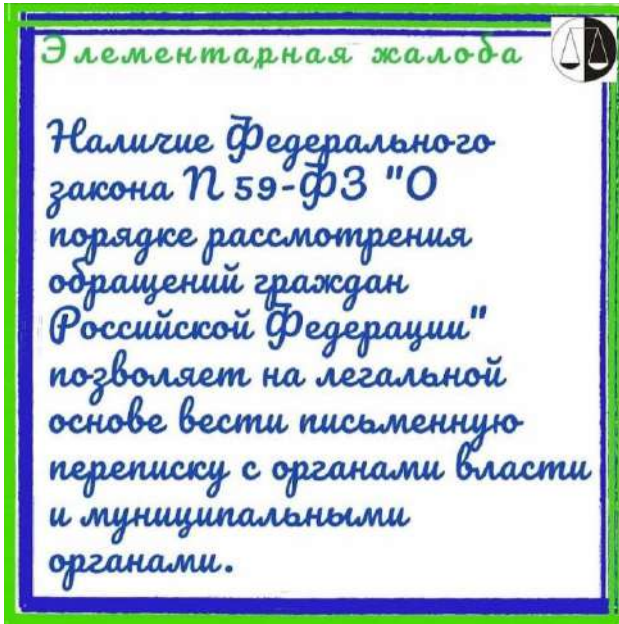 Элементарная жалоба
Наличие Федерального
закона N 59-ФЗ "О
порядке рассмотрения
обращений граждан
Российской Федерации"
позволяет на легальной
основе вести письменную
переписку с органами власти
и муниципальными
органами.